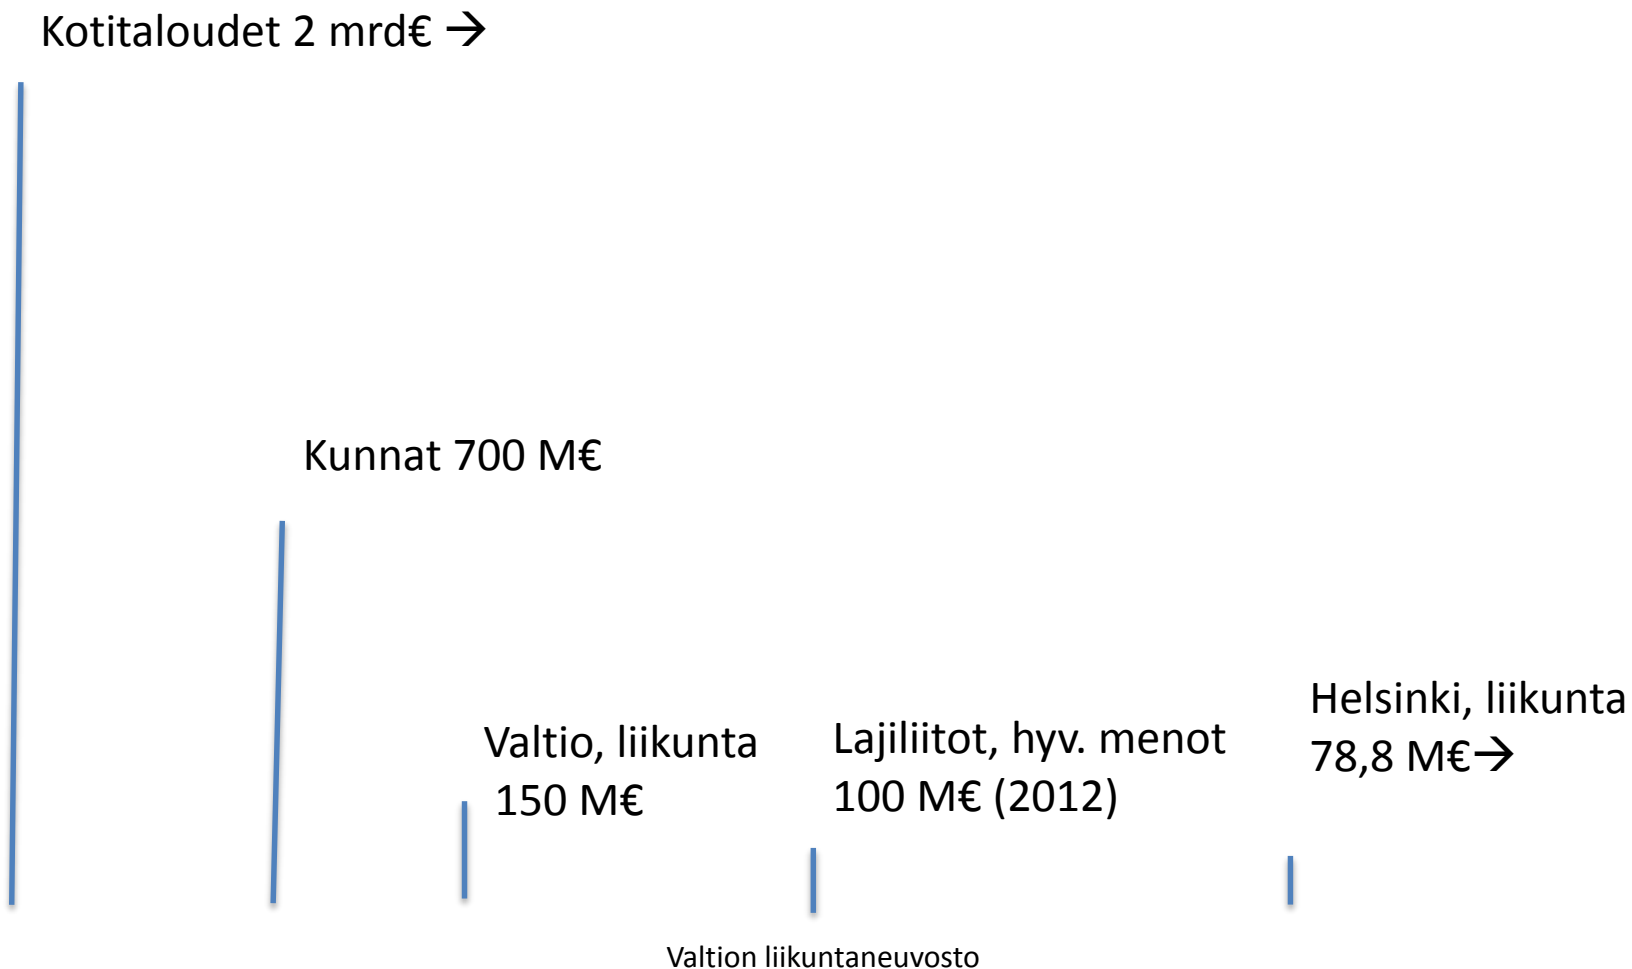 Kotitaloudet 2 mrd€ →
Kunnat 700 M€
Valtio, liikunta
150 M€
Lajiliitot, hyv. menot
100 M€ (2012)
Helsinki, liikunta
78,8 M€→
Valtion liikuntaneuvosto